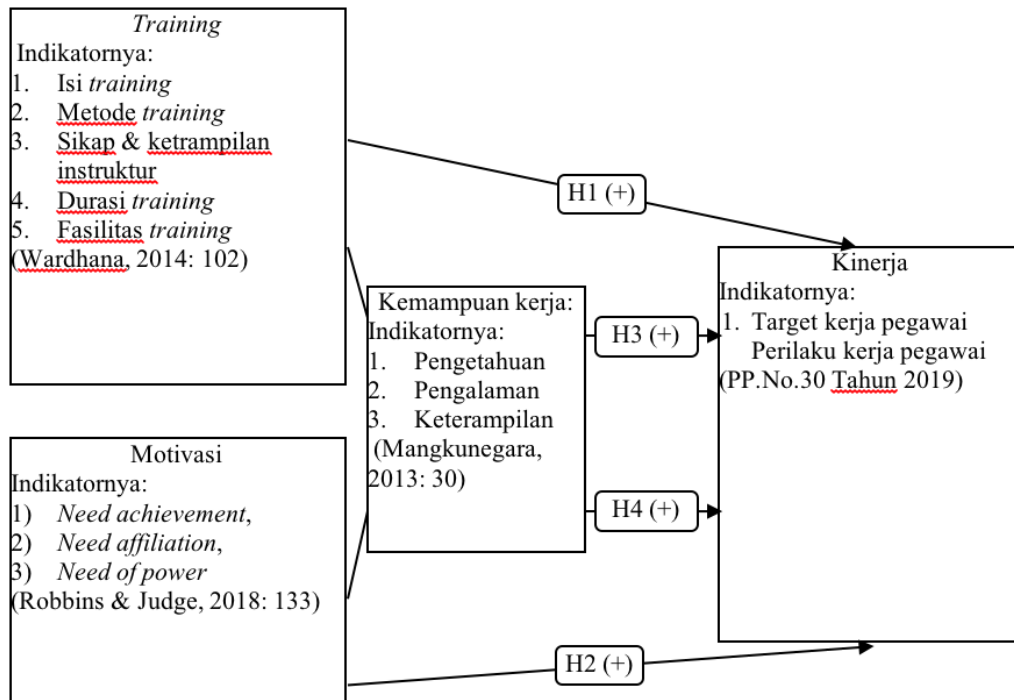 Training
Indikatornya:
1. Isi training
2. Metode training
3. Sikap & ketrampilan
instruktur
4. Durasi training
5. Fasilitas training
(Wardhana, 2014: 102)
H1 (+)
Kemampuan kerja:
Indikatornya:
1. Pengetahuan
2. Pengalaman
3. Keterampilan
(Mangkunegara,
2013: 30)
H3 (+)
H4 (+)
Kinerja
Indikatornya:
1. Target kerja pegawai
Perilaku kerja pegawai
(PP.No.30 Tahun 2019)
Motivasi
Indikatornya:
1) Need achievement,
2) Need affiliation,
3) Need of power
(Robbins & Judge, 2018: 133)
H2 (+)